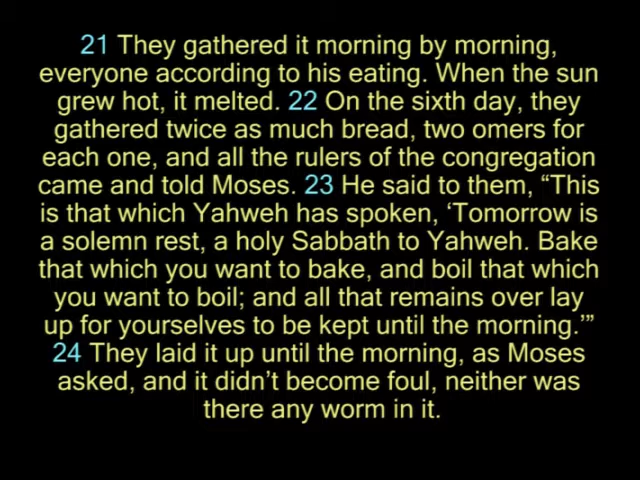 21 They gathered it morning by morning,
everyone according to his eating. When the sun
grew hot, it melted. 22 On the sixth day, they
gathered twice as much bread, two omers for
each one, and all the rulers of the congregation
came and told Moses. 23 He said to them, “This
is that which Yahweh has spoken, ‘Tomorrow is
a solemn rest, a holy Sabbath to Yahweh. Bake
that which you want to bake, and boil that which
you want to boil; and all that remains over lay
up for yourselves to be kept until the morning.’”
24 They laid it up until the morning, as Moses
asked, and it didn’t become foul, neither was
there any worm in it.